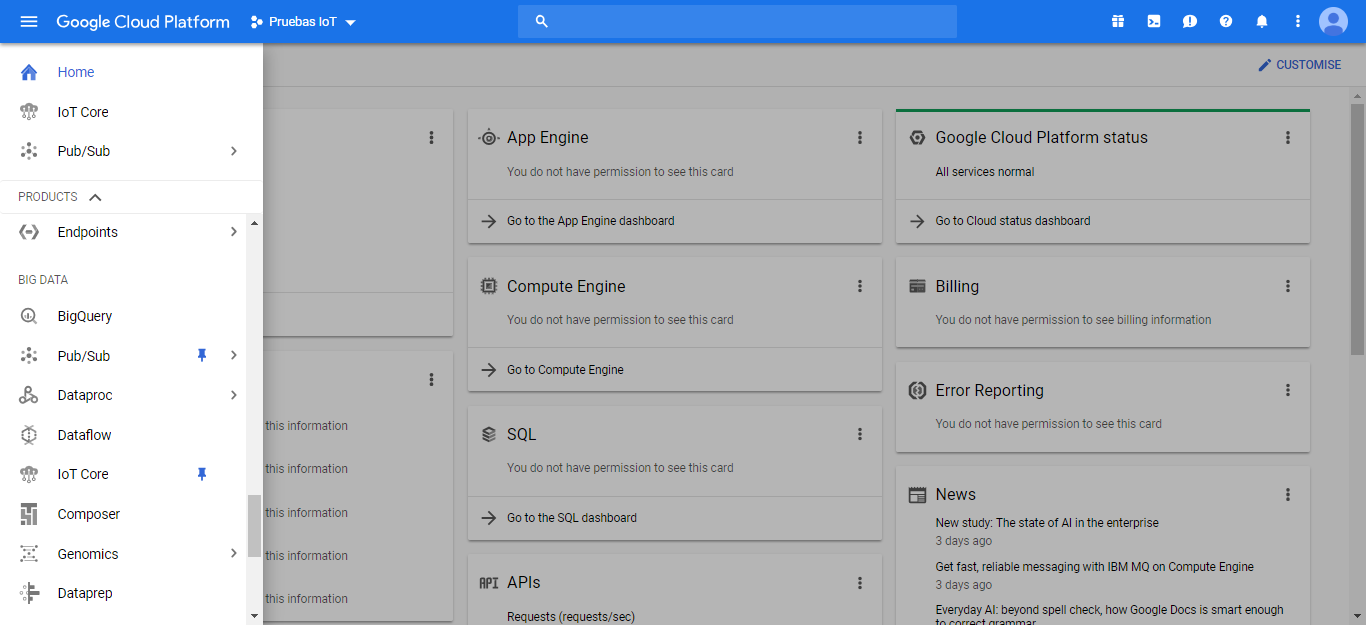 Google Cloud Platform
Pruebas IoT
CUSTOMISE
Home
IoT Core
Pub/Sub
PRODUCTS
Endpoints
BIG DATA
BigQuery
Pub/Sub
Dataproc
Dataflow
IoT Core
Composer
Genomics
Dataprep
this information
this information
this information
this information
this information
App Engine
You do not have permission to see this card
Go to the App Engine dashboard
Compute Engine
You do not have permission to see this card
Go to Compute Engine
SQL
You do not have permission to see this card
Go to the SQL dashboard
API APIs
Requests (requests/sec)
Google Cloud Platform status
All services normal
Go to Cloud status dashboard
Billing
You do not have permission to see billing information
Error Reporting
You do not have permission to see this card
News
New study: The state of AI in the enterprise
3 days ago
Get fast, reliable messaging with IBM MQ on Compute Engine
3 days ago
Everyday AI: beyond spell check, how Google Docs is smart enough
to correct grammar